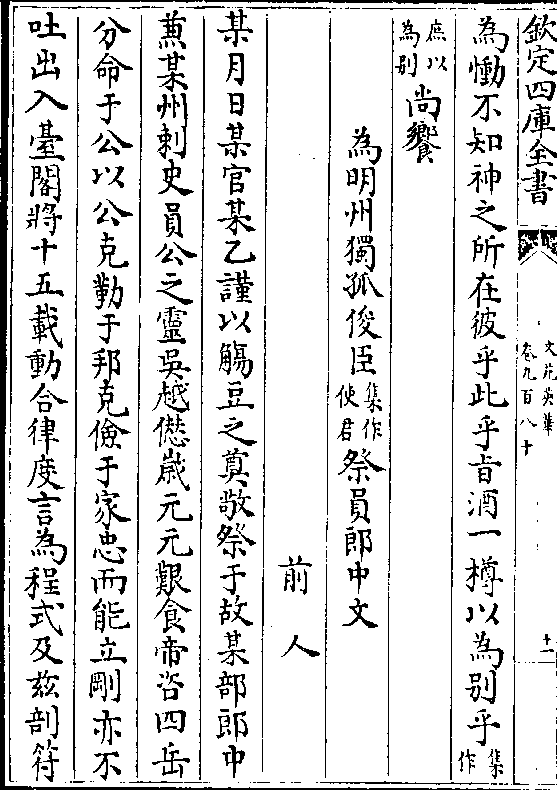 欽定四庫全書
文苑英華
卷九百八十
十一
為慟不知神之所在彼乎此乎旨酒一樽以為别乎集作
庶以為别尚饗
為明州獨孤俊臣集作使君祭員郎中文
前人
某月日某官某乙謹以觴豆之奠敬祭于故某部郎中
兼某州刺史員公之靈吳越僽歲元元艱食帝咨四岳
分命于公以公克勤于邦克儉于家忠而能立剛亦不
吐出入臺閣將十五載動合律度言為程式及兹剖符